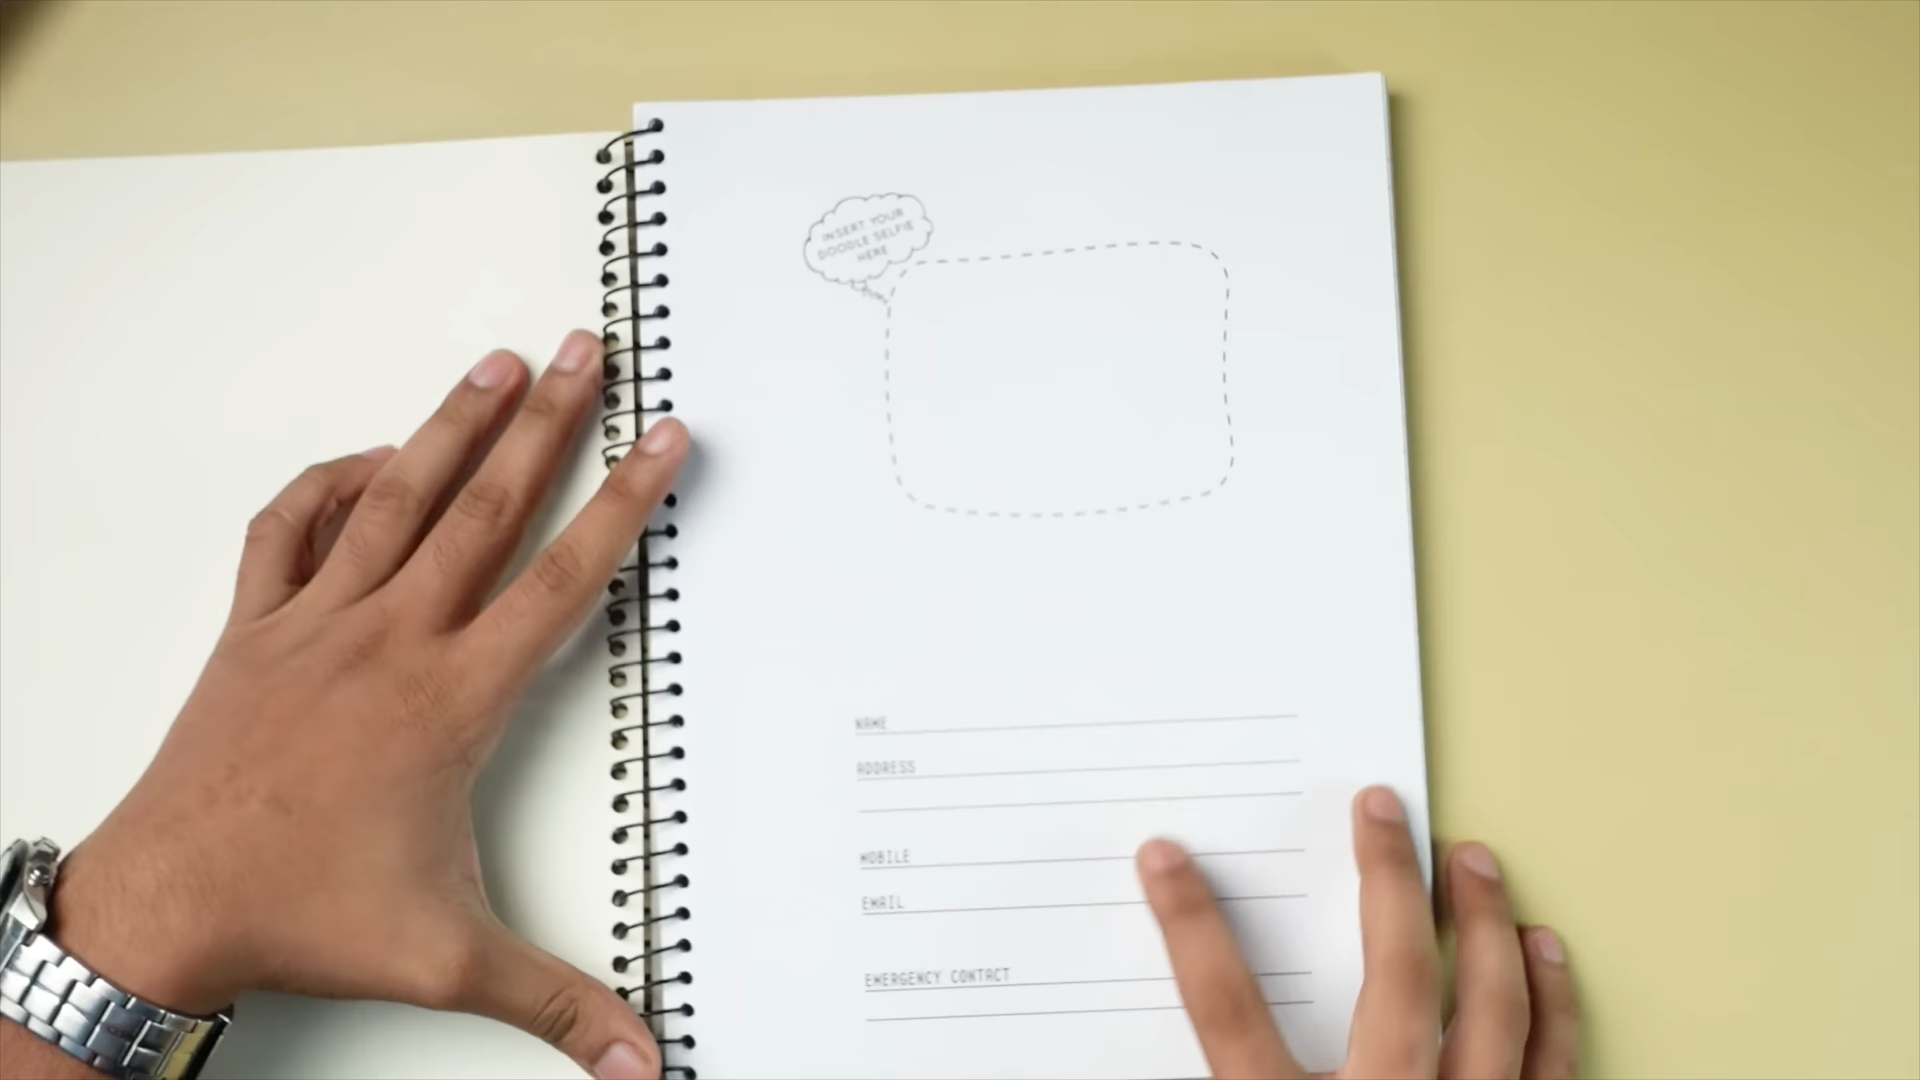 INSERT YOUR
DOODLE SELFIE
HERE
NAME
ADDRESS
MOBILE
EMAIL
EMERGENCY CONTACT